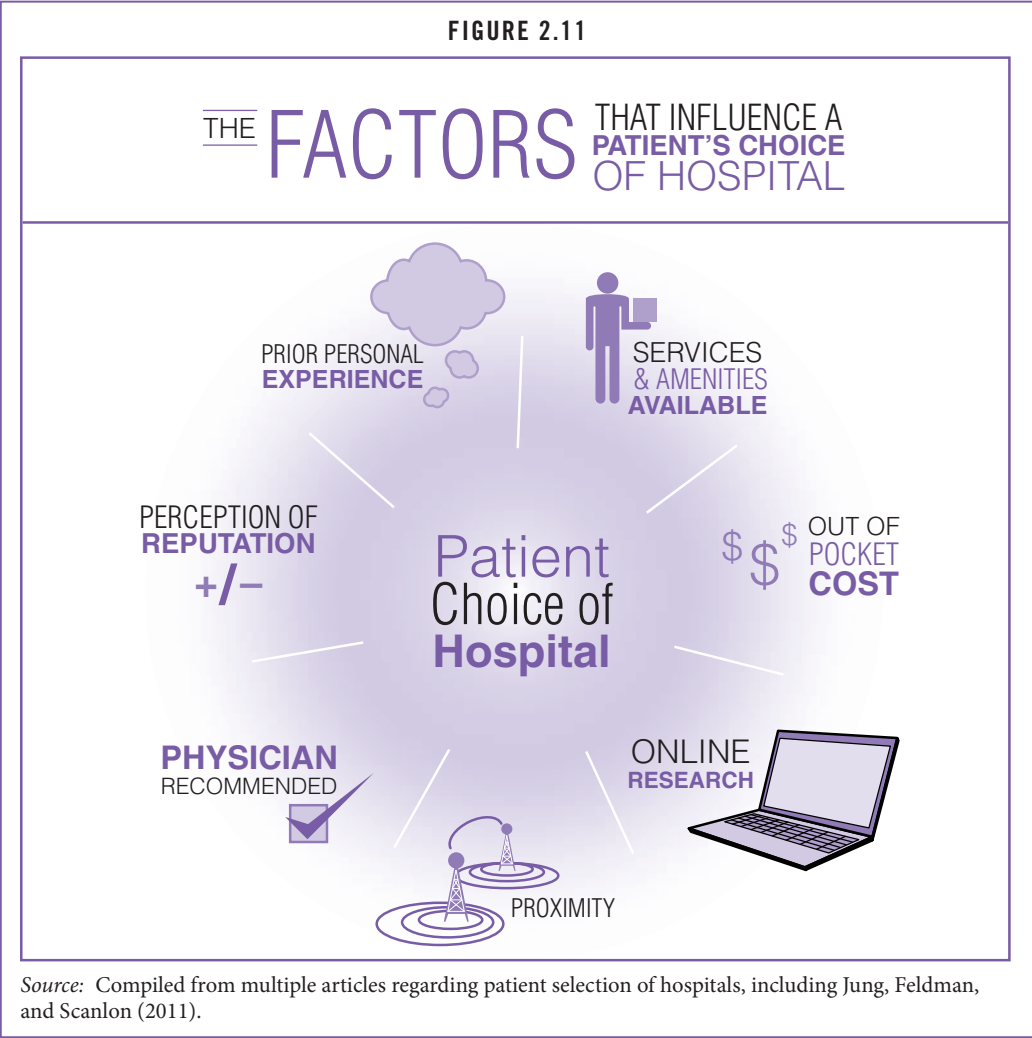 FIGURE 2.11
THE FACTORS THAT INFLUENCE A
PATIENT'S CHOICE
OF HOSPITAL
PRIOR PERSONAL
EXPERIENCE
SERVICES
& AMENITIES
AVAILABLE
PERCEPTION OF
REPUTATION
+/−
Patient
Choice of
Hospital
$ $ $
OUT OF
POCKET
COST
PHYSICIAN
RECOMMENDED
ONLINE
RESEARCH
PROXIMITY
Source: Compiled from multiple articles regarding patient selection of hospitals, including Jung, Feldman,
and Scanlon (2011).